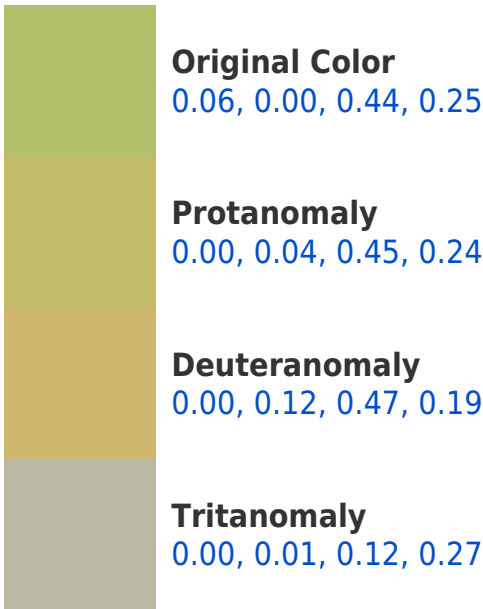 Original Color
0.06, 0.00, 0.44, 0.25
Protanomaly
0.00, 0.04, 0.45, 0.24
Deuteranomaly
0.00, 0.12, 0.47, 0.19
Tritanomaly
0.00, 0.01, 0.12, 0.27